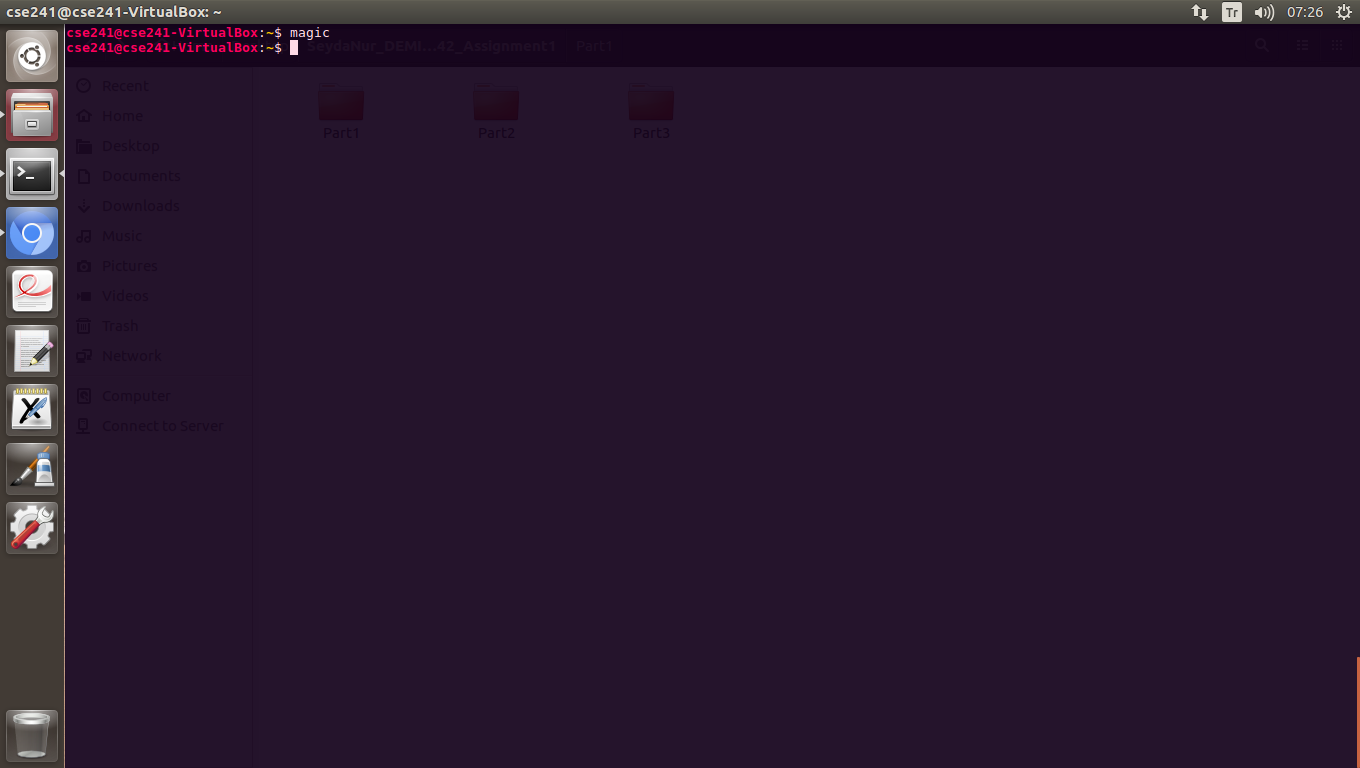 cse241@cse241-VirtualBox: ~
Tr
07:26
cse241@cse241-VirtualBox:~$ magic
cse241@cse241-VirtualBox:~$
SeydaNur_DEMI...42_Assignment1 Part1
Recent
Home
Desktop
Documents
Downloads
Music
Pictures
Videos
Trash
Network
Computer
Connect to Server
Part1 Part2 Part3